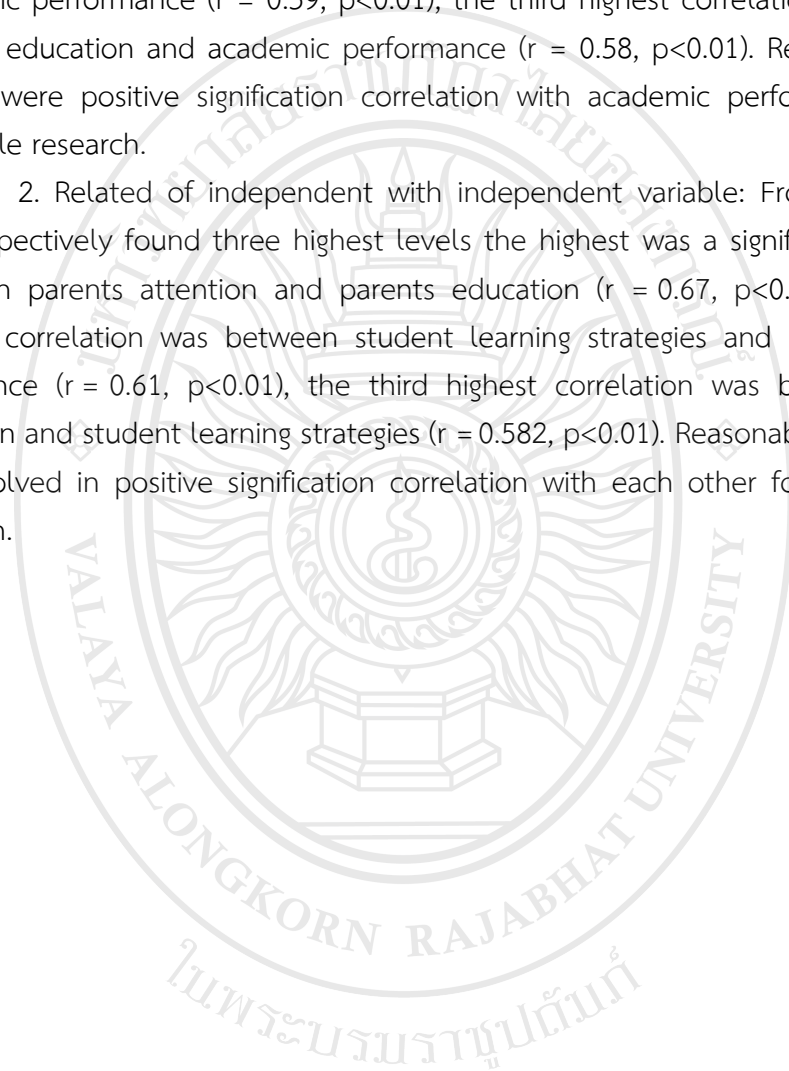 ic performance (r = 0.59, p<0.01), the third highest correlatio
education and academic performance (r = 0.58, p<0.01). Re
were positive signification correlation with academic perfo
le research.
2. Related of independent with independent variable: Fro
pectively found three highest levels the highest was a signif
n parents attention and parents education (r = 0.67, p<0.
correlation was between student learning strategies and
nce (r = 0.61, p<0.01), the third highest correlation was b
n and student learning strategies (r = 0.582, p<0.01). Reasonab
olved in positive signification correlation with each other fo
n.
VALAYA ALONGKORN RAJABHAT UNIVERSITY
ในพระบรมราชูปถัมภ์